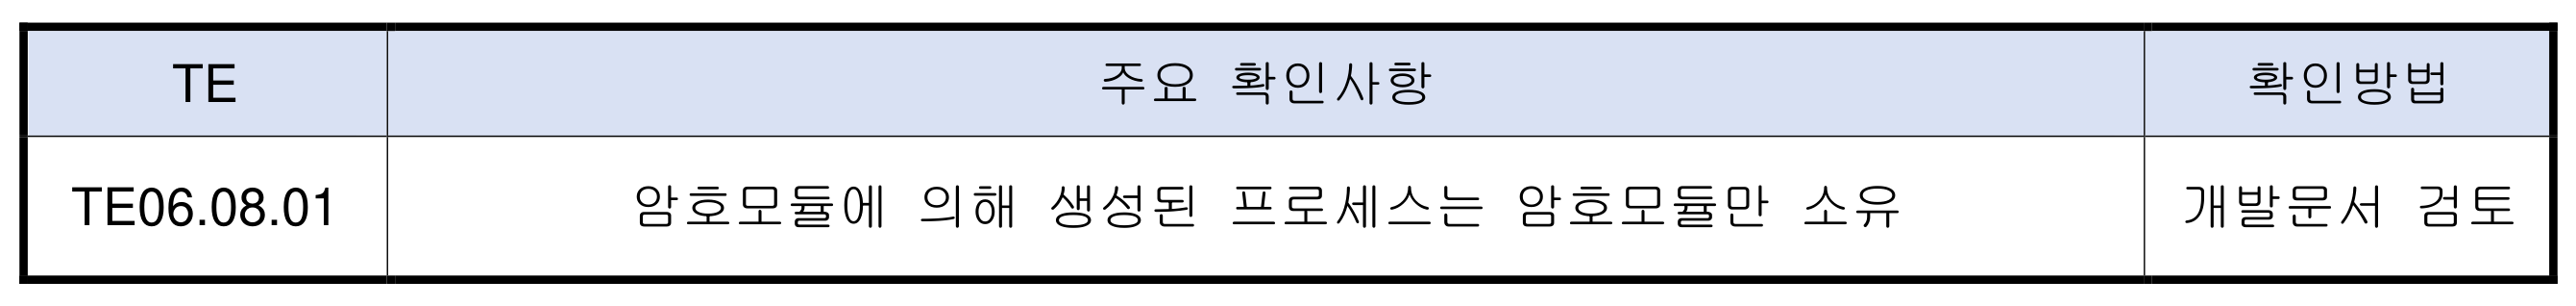 TE 주요 확인사항 확인방법
TE06.08.01 암호모듈에 의해 생성된 프로세스는 암호모듈만 소유 개발문서 검토